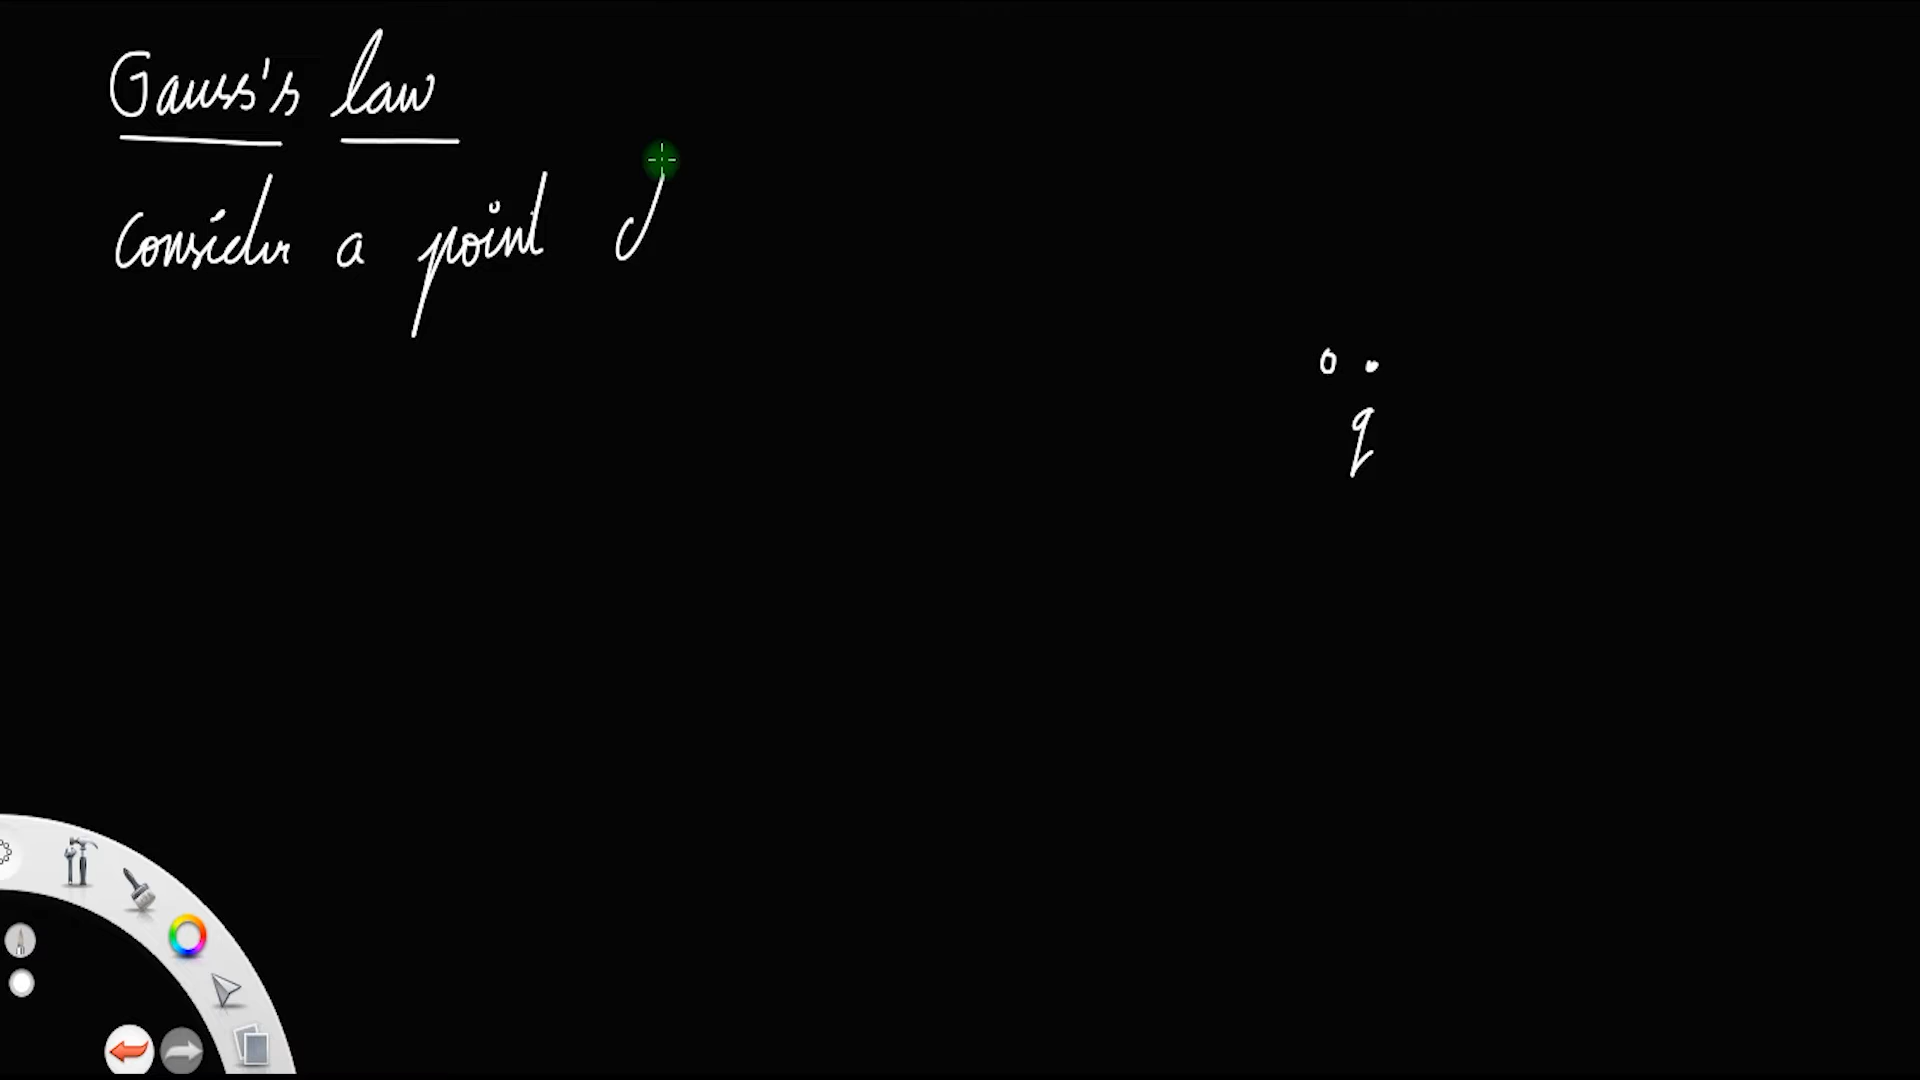 Gauss's law
Consider a point
o .
q